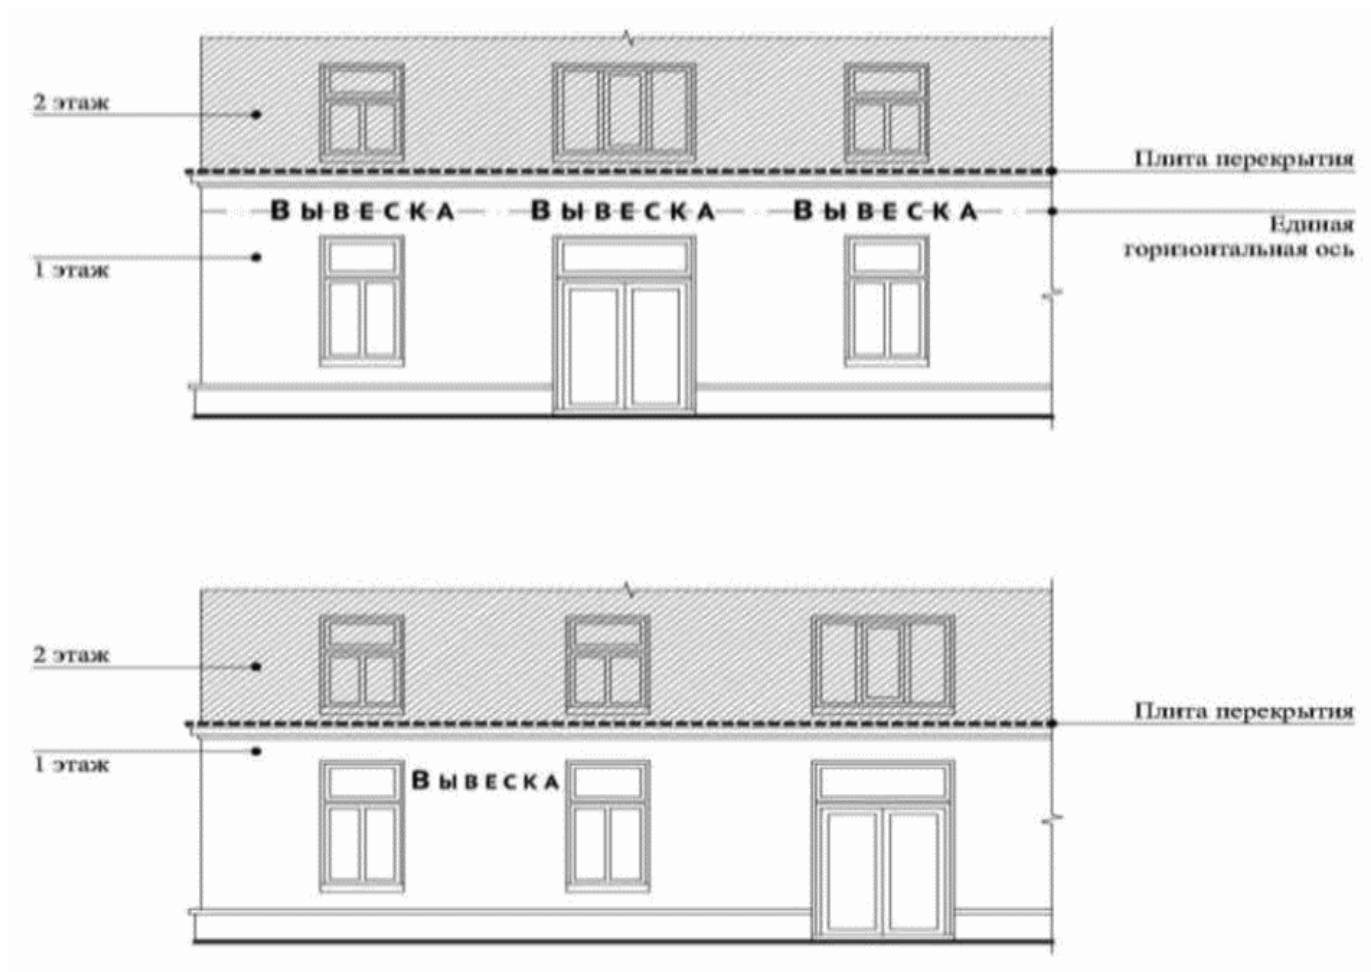 2 этаж
Плита перекрытия
Вывеска Вывеска Вывеска
Единая
горизонтальная ось
1 этаж
2 этаж
Плита перекрытия
1 этаж
Вывеска